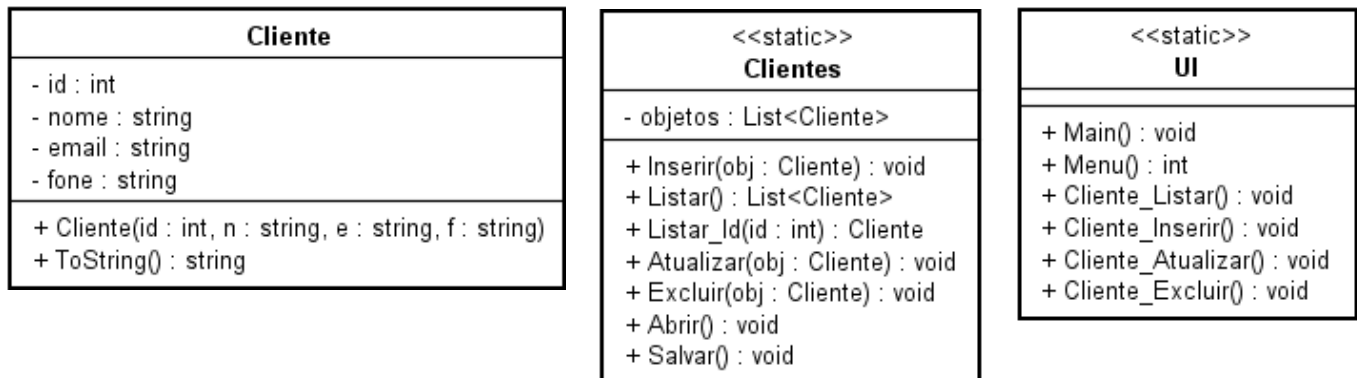 Cliente
- id : int
- nome : string
- email : string
- fone : string
+ Cliente(id : int, n : string, e : string, f : string)
+ ToString() : string
<<static>>
Clientes
- objetos : List<Cliente>
+ Inserir(obj : Cliente) : void
+ Listar() : List<Cliente>
+ Listar_Id(id : int) : Cliente
+ Atualizar(obj : Cliente) : void
+ Excluir(obj : Cliente) : void
+ Abrir() : void
+ Salvar() : void
<<static>>
UI
+ Main() : void
+ Menu() : int
+ Cliente_Listar() : void
+ Cliente_Inserir() : void
+ Cliente_Atualizar() : void
+ Cliente_Excluir() : void